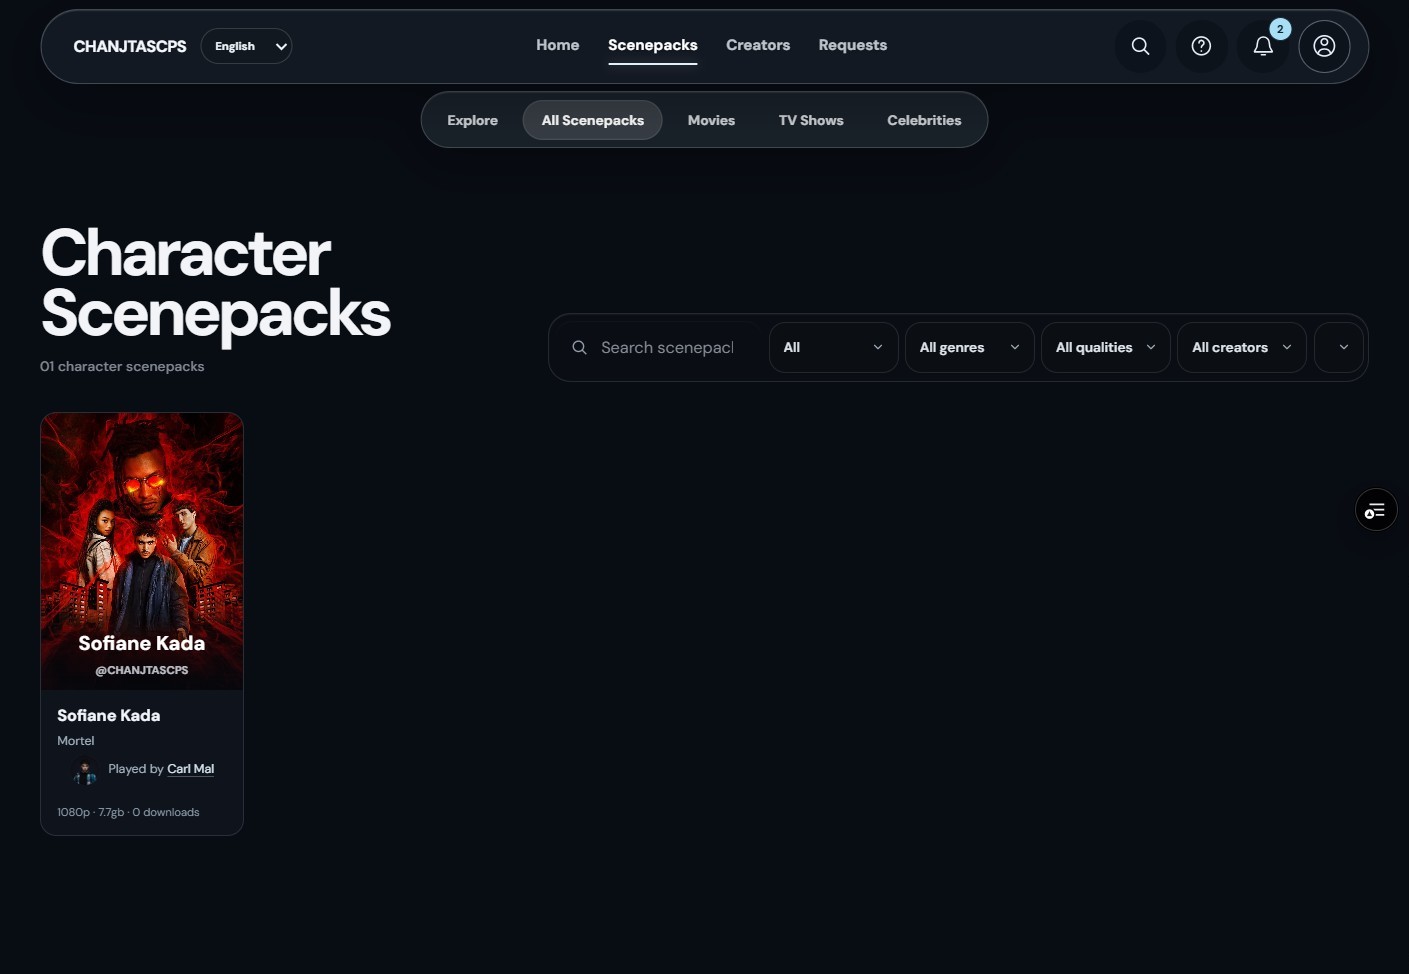 CHANJTASCPS
English
Home
Scenepacks
Creators
Requests
2
Explore
All Scenepacks
Movies
TV Shows
Celebrities
Character
Scenepacks
01 character scenepacks
Search scenepac
All
All genres
All qualities
All creators
Sofiane Kada
@CHANJTASCPS
Sofiane Kada
Mortel
Played by Carl Mal
1080p · 7.7gb · 0 downloads